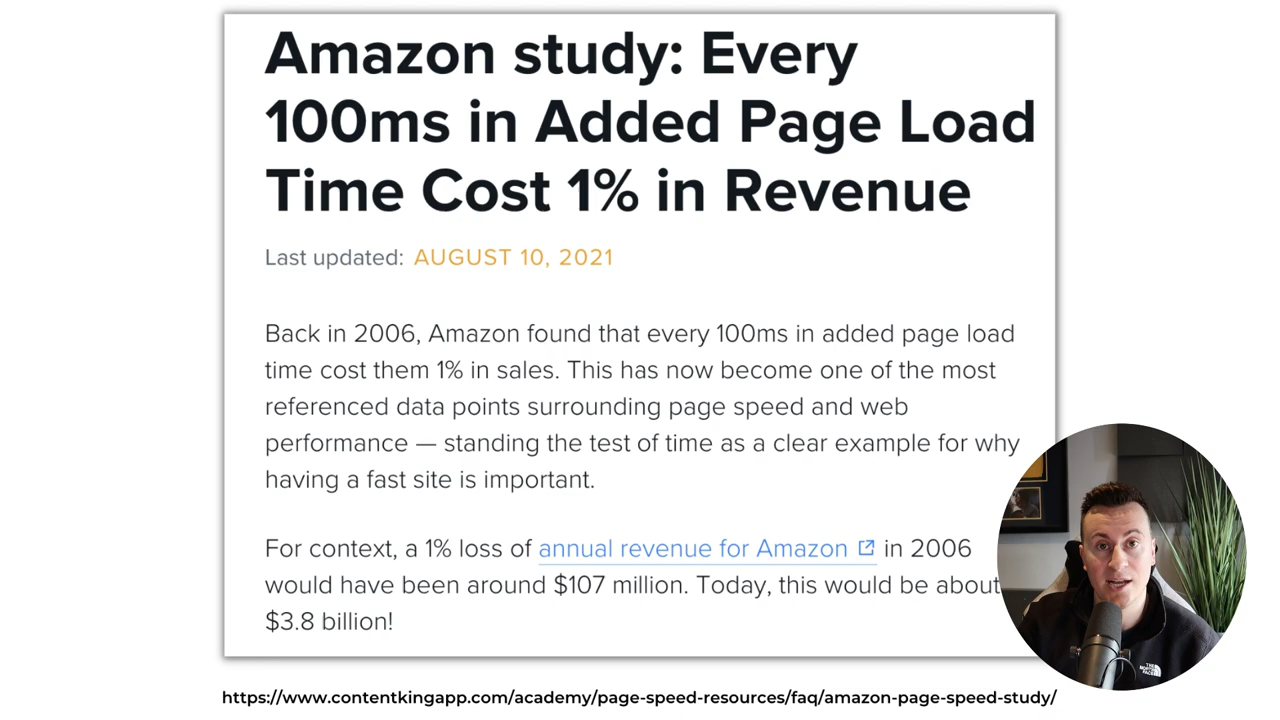 Amazon study: Every
100ms in Added Page Load
Time Cost 1% in Revenue
Last updated: AUGUST 10, 2021
Back in 2006, Amazon found that every 100ms in added page load
time cost them 1% in sales. This has now become one of the most
referenced data points surrounding page speed and web
performance — standing the test of time as a clear example for why
having a fast site is important.
For context, a 1% loss of annual revenue for Amazon in 2006
would have been around $107 million. Today, this would be about
$3.8 billion!
THE
NORTH
FACE
https://www.contentkingapp.com/academy/page-speed-resources/faq/amazon-page-speed-study/